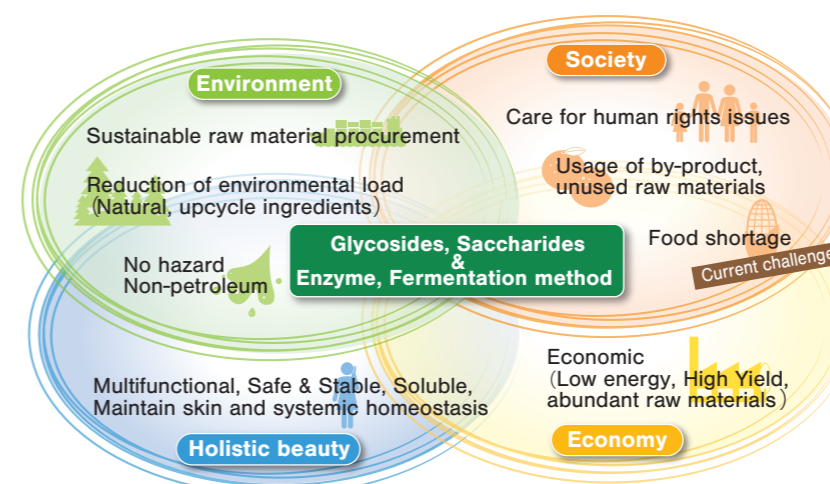 Environment
Sustainable raw material procurement
Reduction of environmental load
(Natural, upcycle ingredients)
No hazard
Non-petroleum
Society
Care for human rights issues
Usage of by-product,
unused raw materials
Food shortage
Current challenge
Glycosides, Saccharides
&
Enzyme, Fermentation method
Multifunctional, Safe & Stable, Soluble,
Maintain skin and systemic homeostasis
Holistic beauty
Economic
(Low energy, High Yield,
abundant raw materials)
Economy